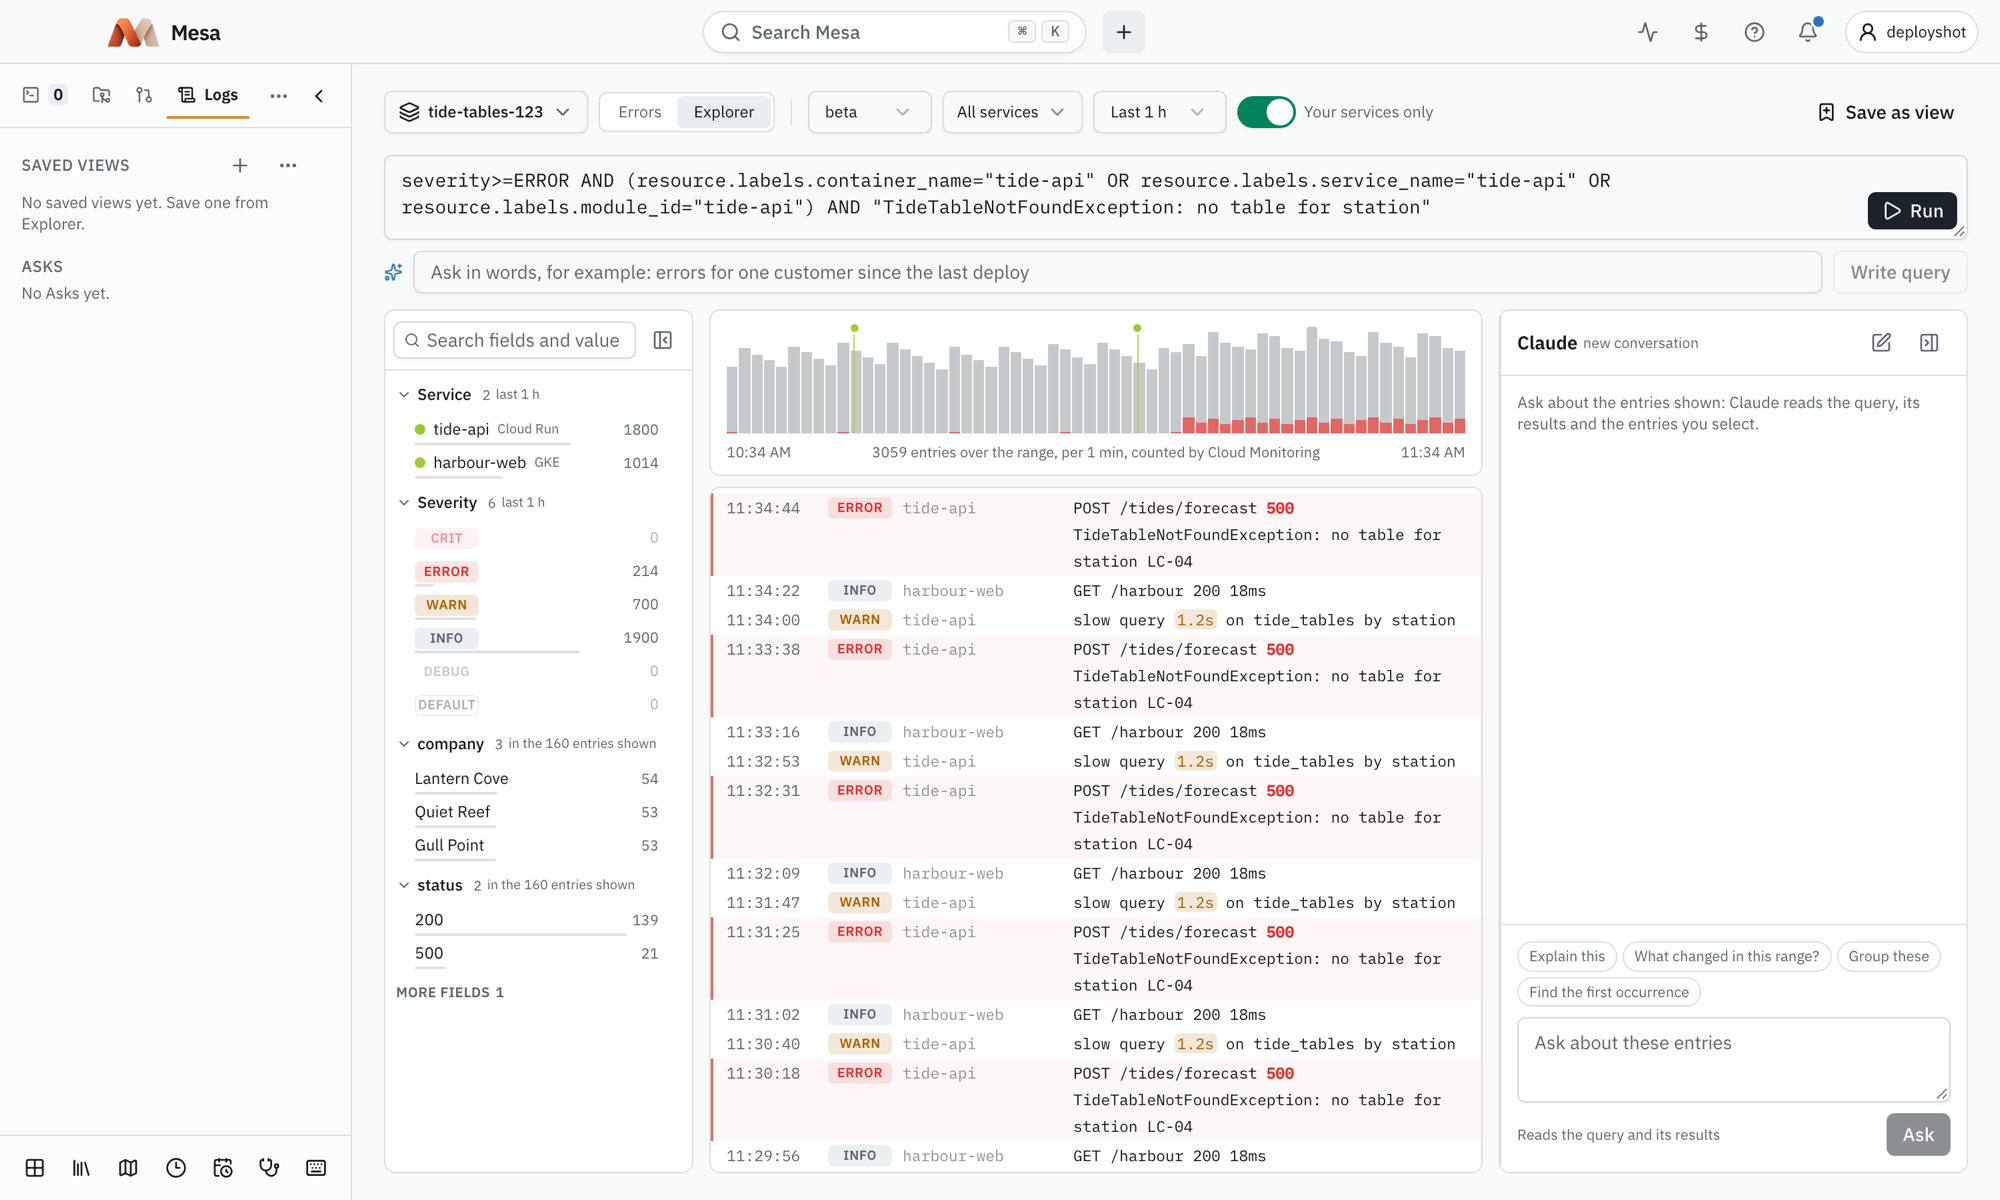 Mesa
Search Mesa
⌘ K
deployshot
0
Logs
SAVED VIEWS
No saved views yet. Save one from
Explorer.
ASKS
No Asks yet.
tide-tables-123
Errors
Explorer
beta
All services
Last 1 h
Your services only
Save as view
severity>=ERROR AND (resource.labels.container_name="tide-api" OR resource.labels.service_name="tide-api" OR
resource.labels.module_id="tide-api") AND "TideTableNotFoundException: no table for station"
Run
Ask in words, for example: errors for one customer since the last deploy
Write query
Search fields and value
Service 2 last 1 h
tide-api Cloud Run 1800
harbour-web GKE 1014
Severity 6 last 1 h
CRIT 0
ERROR 214
WARN 700
INFO 1900
DEBUG 0
DEFAULT 0
company 3 in the 160 entries shown
Lantern Cove 54
Quiet Reef 53
Gull Point 53
status 2 in the 160 entries shown
200 139
500 21
MORE FIELDS 1
10:34 AM 3059 entries over the range, per 1 min, counted by Cloud Monitoring 11:34 AM
11:34:44 ERROR tide-api POST /tides/forecast 500
TideTableNotFoundException: no table for
station LC-04
11:34:22 INFO harbour-web GET /harbour 200 18ms
11:34:00 WARN tide-api slow query 1.2s on tide_tables by station
11:33:38 ERROR tide-api POST /tides/forecast 500
TideTableNotFoundException: no table for
station LC-04
11:33:16 INFO harbour-web GET /harbour 200 18ms
11:32:53 WARN tide-api slow query 1.2s on tide_tables by station
11:32:31 ERROR tide-api POST /tides/forecast 500
TideTableNotFoundException: no table for
station LC-04
11:32:09 INFO harbour-web GET /harbour 200 18ms
11:31:47 WARN tide-api slow query 1.2s on tide_tables by station
11:31:25 ERROR tide-api POST /tides/forecast 500
TideTableNotFoundException: no table for
station LC-04
11:31:02 INFO harbour-web GET /harbour 200 18ms
11:30:40 WARN tide-api slow query 1.2s on tide_tables by station
11:30:18 ERROR tide-api POST /tides/forecast 500
TideTableNotFoundException: no table for
station LC-04
11:29:56 INFO harbour-web GET /harbour 200 18ms
Claude new conversation
Ask about the entries shown: Claude reads the query, its
results and the entries you select.
Explain this
What changed in this range?
Group these
Find the first occurrence
Ask about these entries
Reads the query and its results
Ask